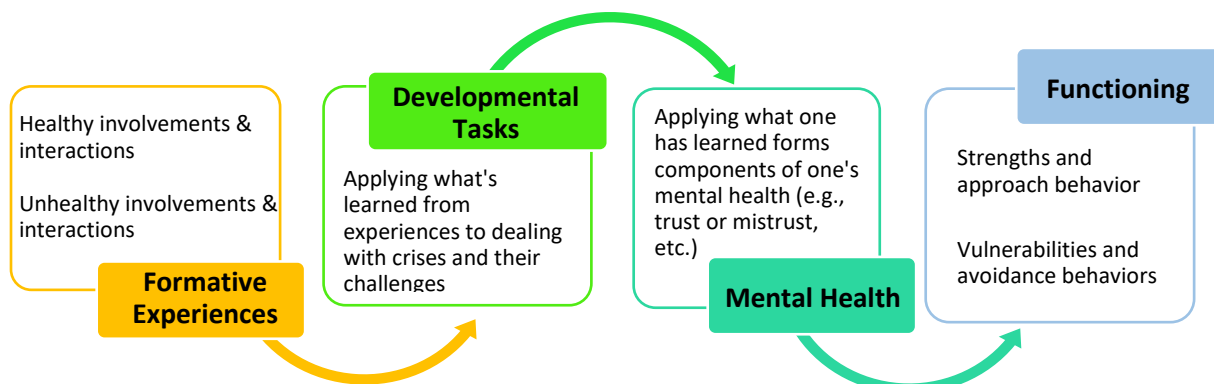 Healthy involvements &
interactions
Unhealthy involvements &
interactions
Formative
Experiences
Developmental
Tasks
Applying what's
learned from
experiences to dealing
with crises and their
challenges
Applying what one
has learned forms
components of one's
mental health (e.g.,
trust or mistrust,
etc.)
Mental Health
Functioning
Strengths and
approach behavior
Vulnerabilities and
avoidance behaviors